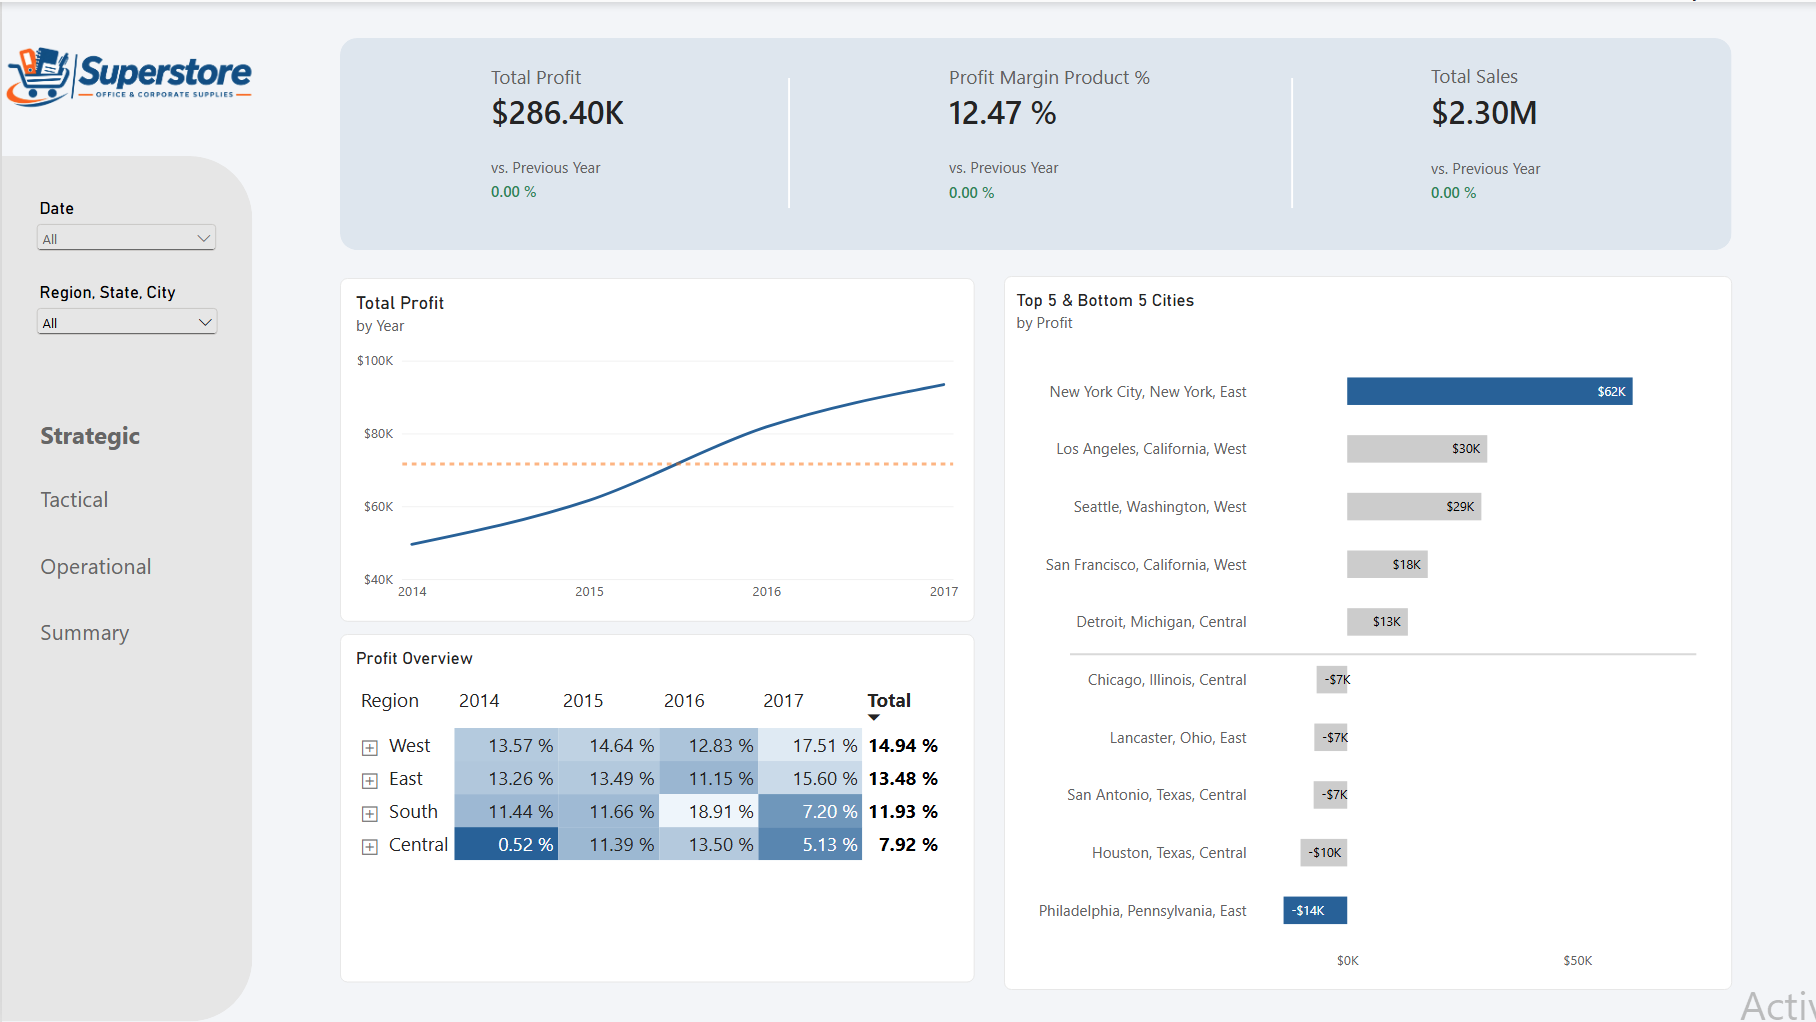 Superstore
OFFICE & CORPORATE SUPPLIES
Date
All
Region, State, City
All
Strategic
Tactical
Operational
Summary
Total Profit
$286.40K
vs. Previous Year
0.00 %
Profit Margin Product %
12.47 %
vs. Previous Year
0.00 %
Total Sales
$2.30M
vs. Previous Year
0.00 %
Total Profit
by Year
$100K
$80K
$60K
$40K
2014 2015 2016 2017
Profit Overview
Region 2014 2015 2016 2017 Total
West 13.57 % 14.64 % 12.83 % 17.51 % 14.94 %
East 13.26 % 13.49 % 11.15 % 15.60 % 13.48 %
South 11.44 % 11.66 % 18.91 % 7.20 % 11.93 %
Central 0.52 % 11.39 % 13.50 % 5.13 % 7.92 %
Top 5 & Bottom 5 Cities
by Profit
New York City, New York, East $62K
Los Angeles, California, West $30K
Seattle, Washington, West $29K
San Francisco, California, West $18K
Detroit, Michigan, Central $13K
Chicago, Illinois, Central -$7K
Lancaster, Ohio, East -$7K
San Antonio, Texas, Central -$7K
Houston, Texas, Central -$10K
Philadelphia, Pennsylvania, East -$14K
$0K $50K